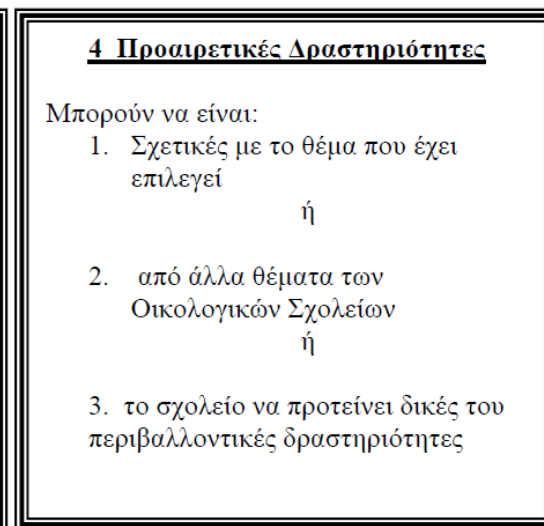 4 Προαιρετικές Δραστηριότητες
Μπορούν να είναι:
1. Σχετικές με το θέμα που έχει
επιλεγεί
ή
2. από άλλα θέματα των
Οικολογικών Σχολείων
ή
3. το σχολείο να προτείνει δικές του
περιβαλλοντικές δραστηριότητες